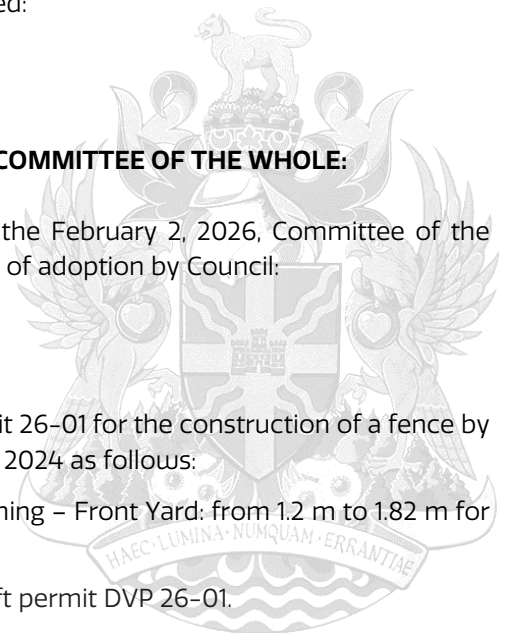 ed:
COMMITTEE OF THE WHOLE:
the February 2, 2026, Committee of the
of adoption by Council:
it 26-01 for the construction of a fence by
2024 as follows:
ning – Front Yard: from 1.2 m to 1.82 m for
HAEC·LUMINA·NUMQUAM·ERRANTIAE
ft permit DVP 26-01.